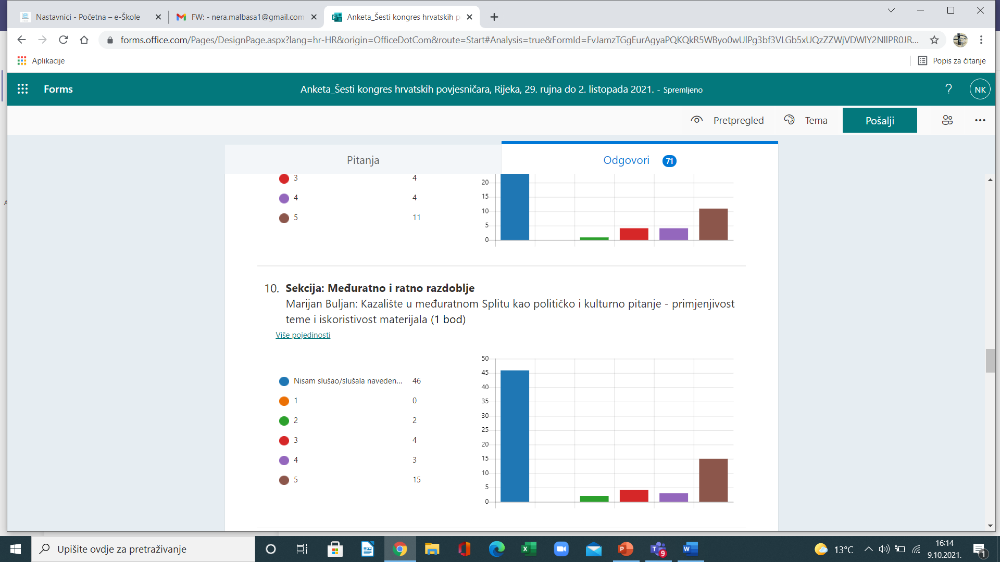 Nastavnici - Početna – e-Škole
FW: - nera.malbasa1@gmail.com
Anketa_Šesti kongres hrvatskih p
forms.office.com/Pages/DesignPage.aspx?lang=hr-HR&origin=OfficeDotCom&route=Start#Analysis=true&FormId=FvJamzTGgEurAgyaPQKQkR5WByo0wUlPg3bf3VLGb5xUQzZZWjVDWlY2NllPR0JR...
Aplikacije
Popis za čitanje
Forms
Anketa_Šesti kongres hrvatskih povjesničara, Rijeka, 29. rujna do 2. listopada 2021. - Spremljeno
? NK
Pretpregled Tema Pošalji
Pitanja
Odgovori 71
3 4
4 4
5 11
20
15
10
5
0
10. Sekcija: Međuratno i ratno razdoblje
Marijan Buljan: Kazalište u međuratnom Splitu kao političko i kulturno pitanje - primjenjivost
teme i iskoristivost materijala (1 bod)
Više pojedinosti
Nisam slušao/slušala naveden... 46
1 0
2 2
3 4
4 3
5 15
50
45
40
35
30
25
20
15
10
5
0
Upišite ovdje za pretraživanje
9
13°C
16:14
9.10.2021.
1